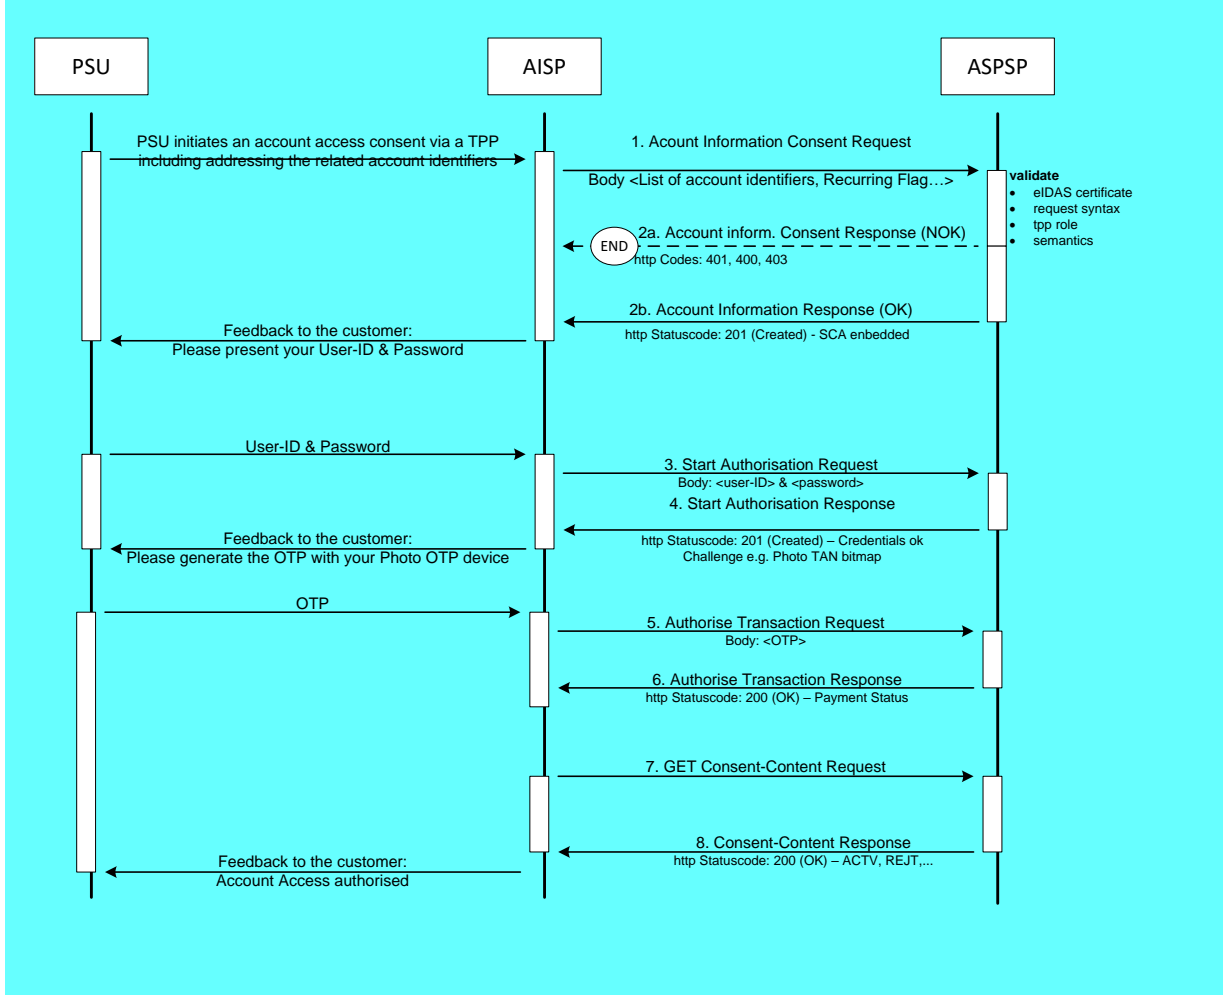 PSU
AISP
ASPSP
PSU initiates an account access consent via a TPP
including addressing the related account identifiers
1. Acount Information Consent Request
Body <List of account identifiers, Recurring Flag…>
validate
• eIDAS certificate
• request syntax
• tpp role
• semantics
2a. Account inform. Consent Response (NOK)
END
http Codes: 401, 400, 403
2b. Account Information Response (OK)
http Statuscode: 201 (Created) - SCA enbedded
Feedback to the customer:
Please present your User-ID & Password
User-ID & Password
3. Start Authorisation Request
Body: <user-ID> & <password>
4. Start Authorisation Response
http Statuscode: 201 (Created) – Credentials ok
Challenge e.g. Photo TAN bitmap
Feedback to the customer:
Please generate the OTP with your Photo OTP device
OTP
5. Authorise Transaction Request
Body: <OTP>
6. Authorise Transaction Response
http Statuscode: 200 (OK) – Payment Status
7. GET Consent-Content Request
8. Consent-Content Response
http Statuscode: 200 (OK) – ACTV, REJT,...
Feedback to the customer:
Account Access authorised